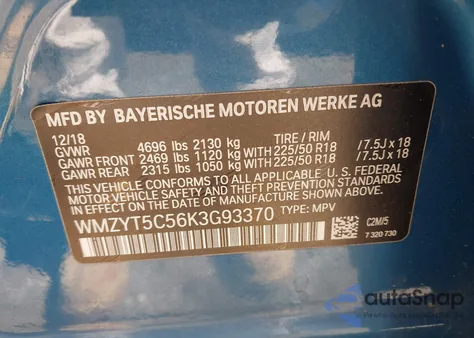 MFD BY BAYERISCHE MOTOREN WERKE AG
12/18
GVWR 4696 lbs 2130 kg TIRE / RIM
GAWR FRONT 2469 lbs 1120 kg WITH 225/50 R18 / 7.5J x 18
GAWR REAR 2315 lbs 1050 kg WITH 225/50 R18 / 7.5J x 18
THIS VEHICLE CONFORMS TO ALL APPLICABLE U.S. FEDERAL
MOTOR VEHICLE SAFETY STANDARDS IN EFFECT ON THE
DATE OF MANUFACTURE SHOWN ABOVE.
WMZYT5C56K3G93370 TYPE: MPV
C2M/5
7 320 730
autoSnap